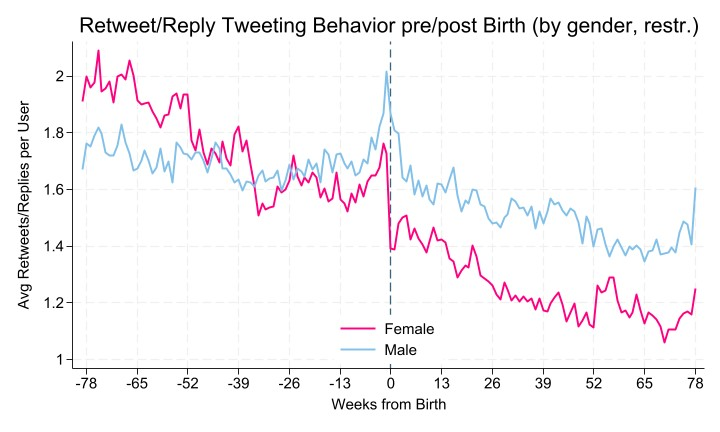 Retweet/Reply Tweeting Behavior pre/post Birth (by gender, restr.)
Avg Retweets/Replies per User
2
1.8
1.6
1.4
1.2
1
Female
Male
-78 -65 -52 -39 -26 -13 0 13 26 39 52 65 78
Weeks from Birth